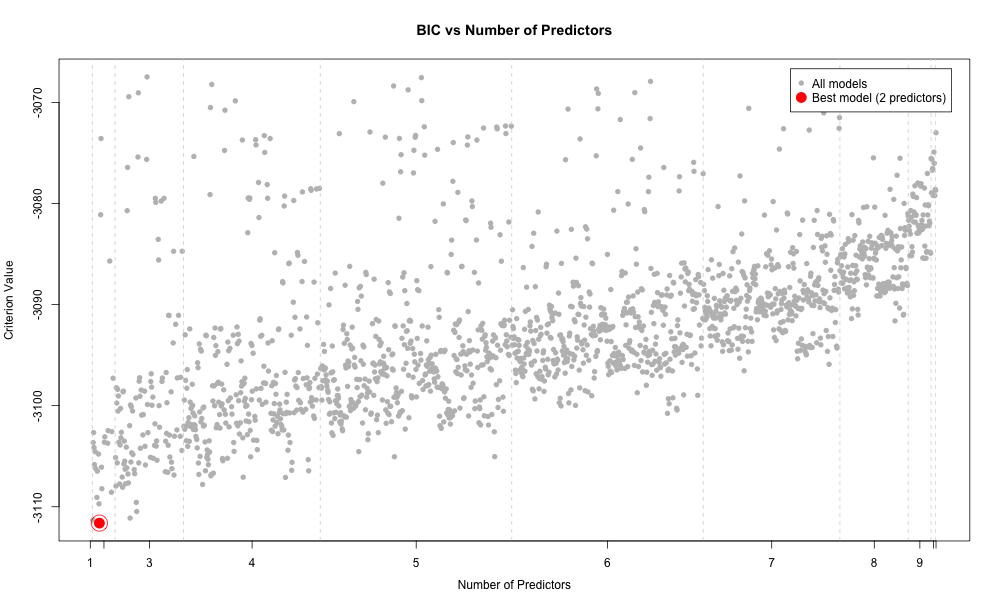 BIC vs Number of Predictors
All models
Best model (2 predictors)
Criterion Value
-3070
-3080
-3090
-3100
-3110
1 3 4 5 6 7 8 9
Number of Predictors